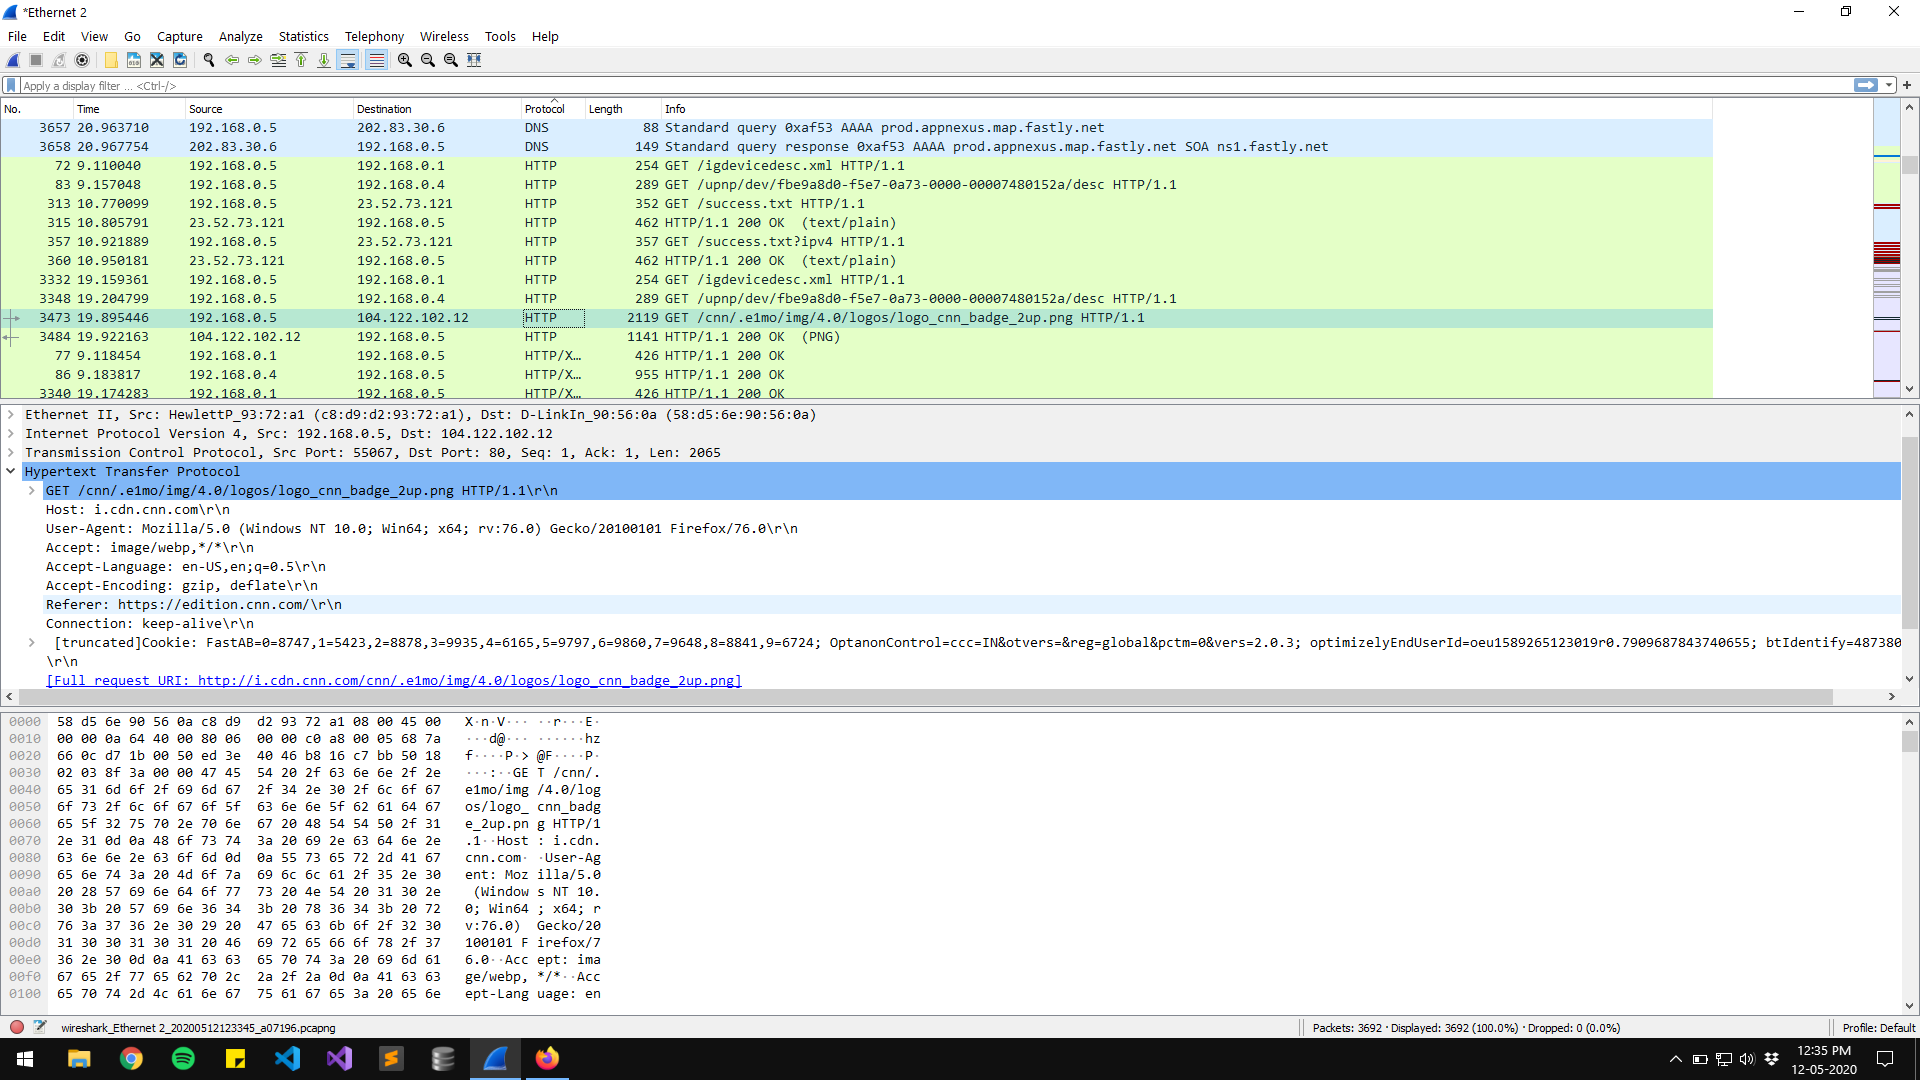 *Ethernet 2
File Edit View Go Capture Analyze Statistics Telephony Wireless Tools Help
Apply a display filter ... <Ctrl-/>
No. Time Source Destination Protocol Length Info
3657 20.963710 192.168.0.5 202.83.30.6 DNS 88 Standard query 0xaf53 AAAA prod.appnexus.map.fastly.net
3658 20.967754 202.83.30.6 192.168.0.5 DNS 149 Standard query response 0xaf53 AAAA prod.appnexus.map.fastly.net SOA ns1.fastly.net
72 9.110040 192.168.0.5 192.168.0.1 HTTP 254 GET /igdevicedesc.xml HTTP/1.1
83 9.157048 192.168.0.5 192.168.0.4 HTTP 289 GET /upnp/dev/fbe9a8d0-f5e7-0a73-0000-00007480152a/desc HTTP/1.1
313 10.770099 192.168.0.5 23.52.73.121 HTTP 352 GET /success.txt HTTP/1.1
315 10.805791 23.52.73.121 192.168.0.5 HTTP 462 HTTP/1.1 200 OK (text/plain)
357 10.921889 192.168.0.5 23.52.73.121 HTTP 357 GET /success.txt?ipv4 HTTP/1.1
360 10.950181 23.52.73.121 192.168.0.5 HTTP 462 HTTP/1.1 200 OK (text/plain)
3332 19.159361 192.168.0.5 192.168.0.1 HTTP 254 GET /igdevicedesc.xml HTTP/1.1
3348 19.204799 192.168.0.5 192.168.0.4 HTTP 289 GET /upnp/dev/fbe9a8d0-f5e7-0a73-0000-00007480152a/desc HTTP/1.1
3473 19.895446 192.168.0.5 104.122.102.12 HTTP 2119 GET /cnn/.e1mo/img/4.0/logos/logo_cnn_badge_2up.png HTTP/1.1
3484 19.922163 104.122.102.12 192.168.0.5 HTTP 1141 HTTP/1.1 200 OK (PNG)
77 9.118454 192.168.0.1 192.168.0.5 HTTP/X… 426 HTTP/1.1 200 OK
86 9.183817 192.168.0.4 192.168.0.5 HTTP/X… 955 HTTP/1.1 200 OK
3340 19.174283 192.168.0.1 192.168.0.5 HTTP/X… 426 HTTP/1.1 200 OK
Ethernet II, Src: HewlettP_93:72:a1 (c8:d9:d2:93:72:a1), Dst: D-LinkIn_90:56:0a (58:d5:6e:90:56:0a)
Internet Protocol Version 4, Src: 192.168.0.5, Dst: 104.122.102.12
Transmission Control Protocol, Src Port: 55067, Dst Port: 80, Seq: 1, Ack: 1, Len: 2065
Hypertext Transfer Protocol
GET /cnn/.e1mo/img/4.0/logos/logo_cnn_badge_2up.png HTTP/1.1\r\n
Host: i.cdn.cnn.com\r\n
User-Agent: Mozilla/5.0 (Windows NT 10.0; Win64; x64; rv:76.0) Gecko/20100101 Firefox/76.0\r\n
Accept: image/webp,*/*\r\n
Accept-Language: en-US,en;q=0.5\r\n
Accept-Encoding: gzip, deflate\r\n
Referer: https://edition.cnn.com/\r\n
Connection: keep-alive\r\n
[truncated]Cookie: FastAB=0=8747,1=5423,2=8878,3=9935,4=6165,5=9797,6=9860,7=9648,8=8841,9=6724; OptanonControl=ccc=IN&otvers=&reg=global&pctm=0&vers=2.0.3; optimizelyEndUserId=oeu1589265123019r0.7909687843740655; btIdentify=487380
\r\n
[Full request URI: http://i.cdn.cnn.com/cnn/.e1mo/img/4.0/logos/logo_cnn_badge_2up.png]
0000 58 d5 6e 90 56 0a c8 d9 d2 93 72 a1 08 00 45 00 X·n·V··· ··r···E·
0010 00 00 0a 64 40 00 80 06 00 00 c0 a8 00 05 68 7a ···d@··· ······hz
0020 66 0c d7 1b 00 50 ed 3e 40 46 b8 16 c7 bb 50 18 f····P·> @F····P·
0030 02 03 8f 3a 00 00 47 45 54 20 2f 63 6e 6e 2f 2e ···:··GE T /cnn/.
0040 65 31 6d 6f 2f 69 6d 67 2f 34 2e 30 2f 6c 6f 67 e1mo/img /4.0/log
0050 6f 73 2f 6c 6f 67 6f 5f 63 6e 6e 5f 62 61 64 67 os/logo_ cnn_badg
0060 65 5f 32 75 70 2e 70 6e 67 20 48 54 54 50 2f 31 e_2up.pn g HTTP/1
0070 2e 31 0d 0a 48 6f 73 74 3a 20 69 2e 63 64 6e 2e .1··Host : i.cdn.
0080 63 6e 6e 2e 63 6f 6d 0d 0a 55 73 65 72 2d 41 67 cnn.com· ·User-Ag
0090 65 6e 74 3a 20 4d 6f 7a 69 6c 6c 61 2f 35 2e 30 ent: Moz illa/5.0
00a0 20 28 57 69 6e 64 6f 77 73 20 4e 54 20 31 30 2e (Window s NT 10.
00b0 30 3b 20 57 69 6e 36 34 3b 20 78 36 34 3b 20 72 0; Win64 ; x64; r
00c0 76 3a 37 36 2e 30 29 20 47 65 63 6b 6f 2f 32 30 v:76.0) Gecko/20
00d0 31 30 30 31 30 31 20 46 69 72 65 66 6f 78 2f 37 100101 F irefox/7
00e0 36 2e 30 0d 0a 41 63 63 65 70 74 3a 20 69 6d 61 6.0··Acc ept: ima
00f0 67 65 2f 77 65 62 70 2c 2a 2f 2a 0d 0a 41 63 63 ge/webp, */*··Acc
0100 65 70 74 2d 4c 61 6e 67 75 61 67 65 3a 20 65 6e ept-Lang uage: en
wireshark_Ethernet 2_20200512123345_a07196.pcapng Packets: 3692 · Displayed: 3692 (100.0%) · Dropped: 0 (0.0%) Profile: Default
12:35 PM
12-05-2020